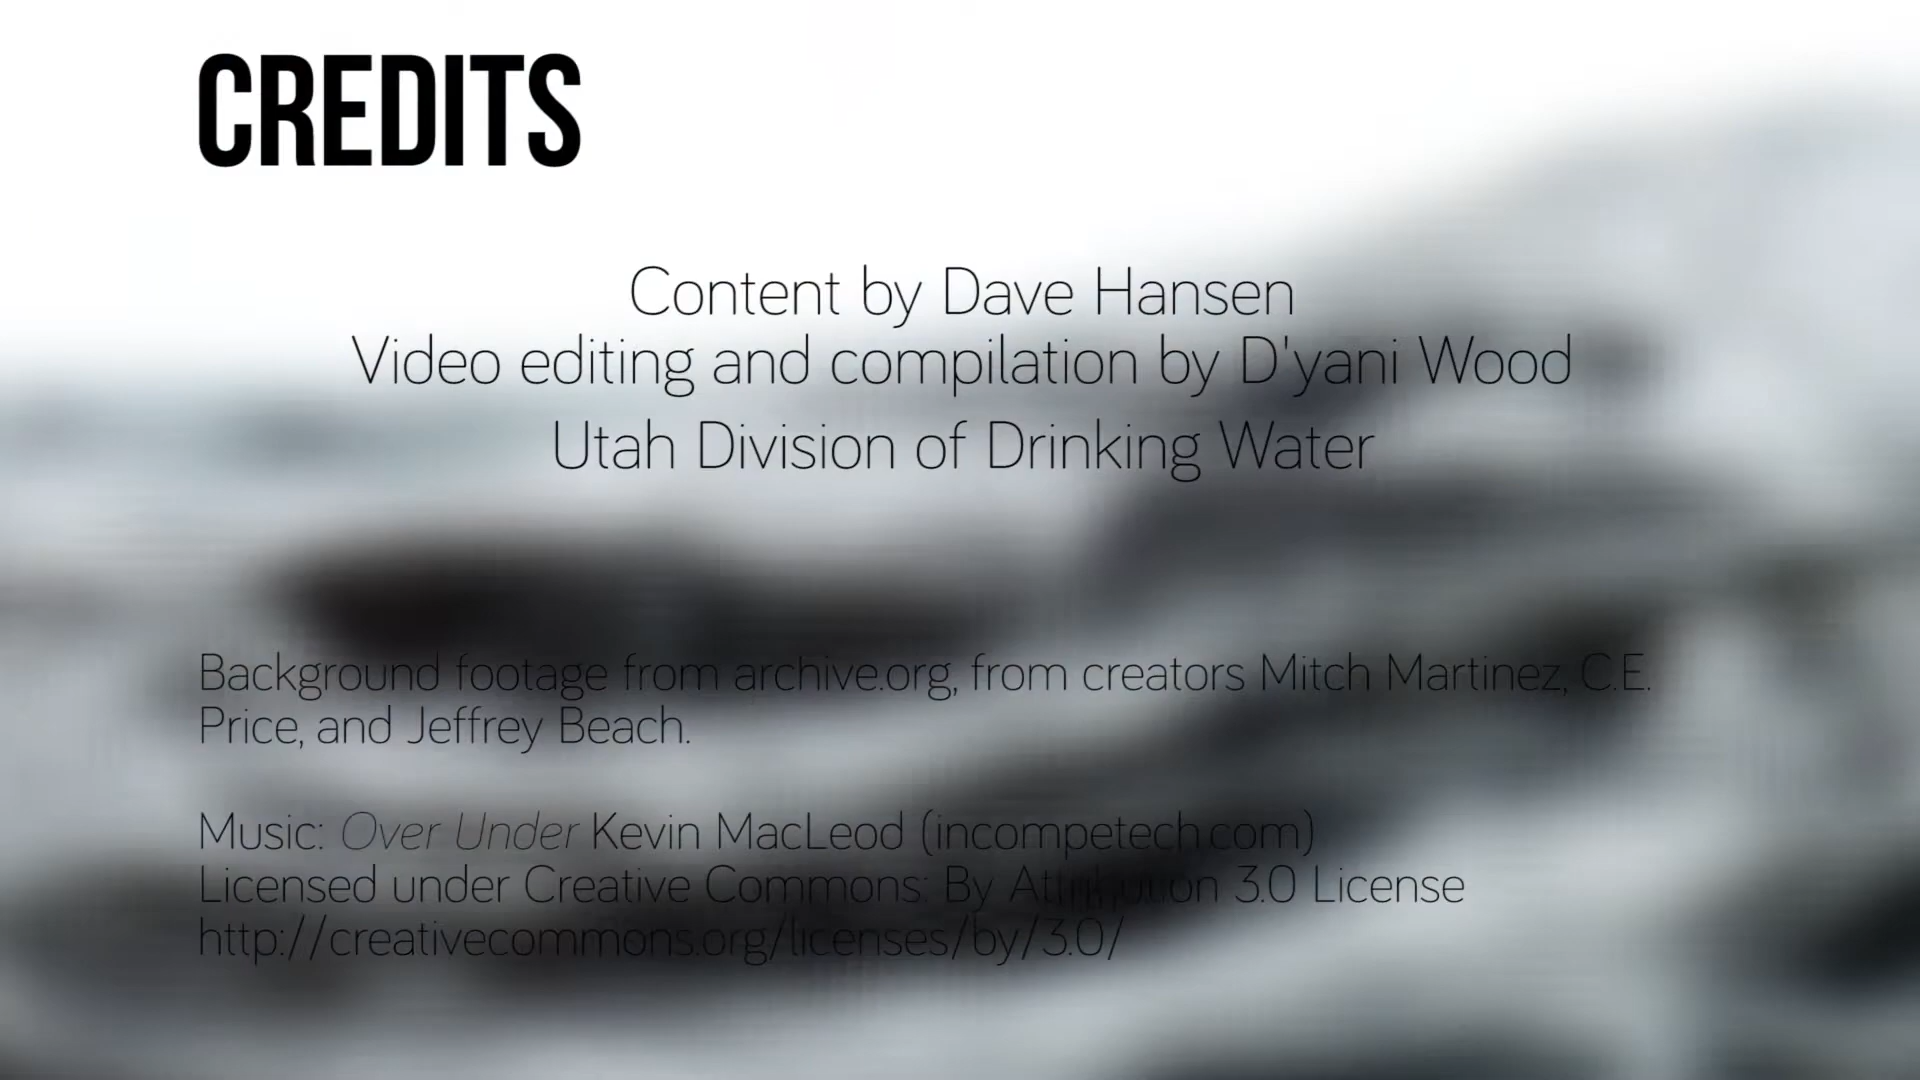 CREDITS
Content by Dave Hansen
Video editing and compilation by D'yani Wood
Utah Division of Drinking Water
Background footage from archive.org, from creators Mitch Martinez, C.E.
Price, and Jeffrey Beach.
Music: Over Under Kevin MacLeod (incompetech.com)
Licensed under Creative Commons: By Attribution 3.0 License
http://creativecommons.org/licenses/by/3.0/